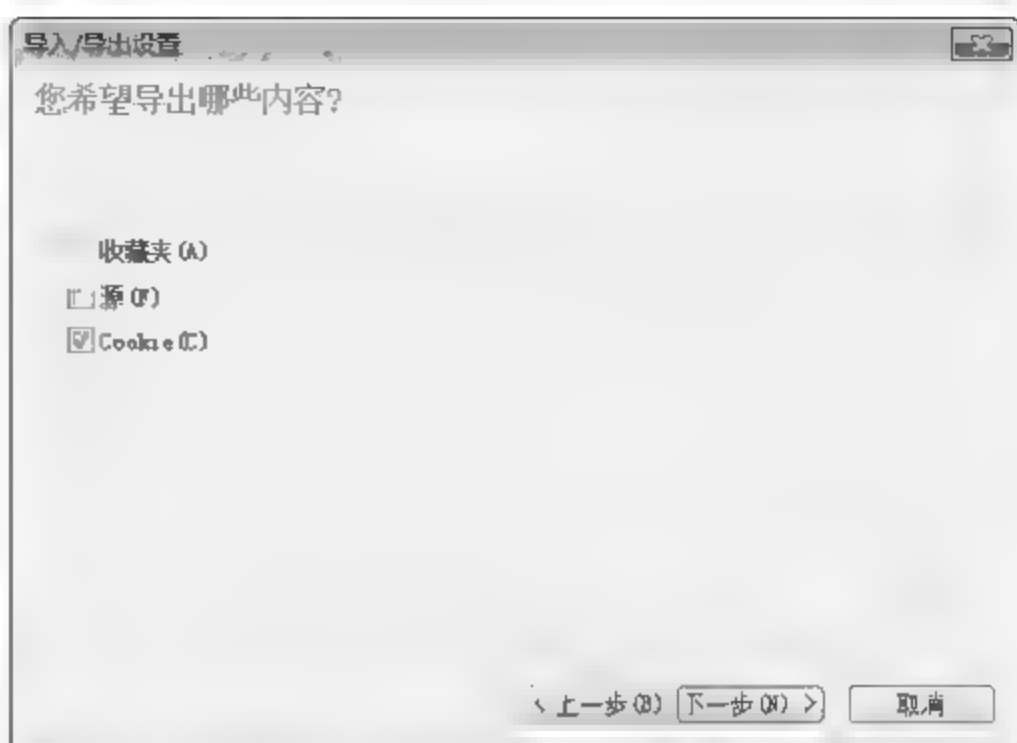 导入/导出设置
您希望导出哪些内容?
收藏夹(A)
源(F)
Cookie(C)
< 上一步(B) 下一步(N) > 取消